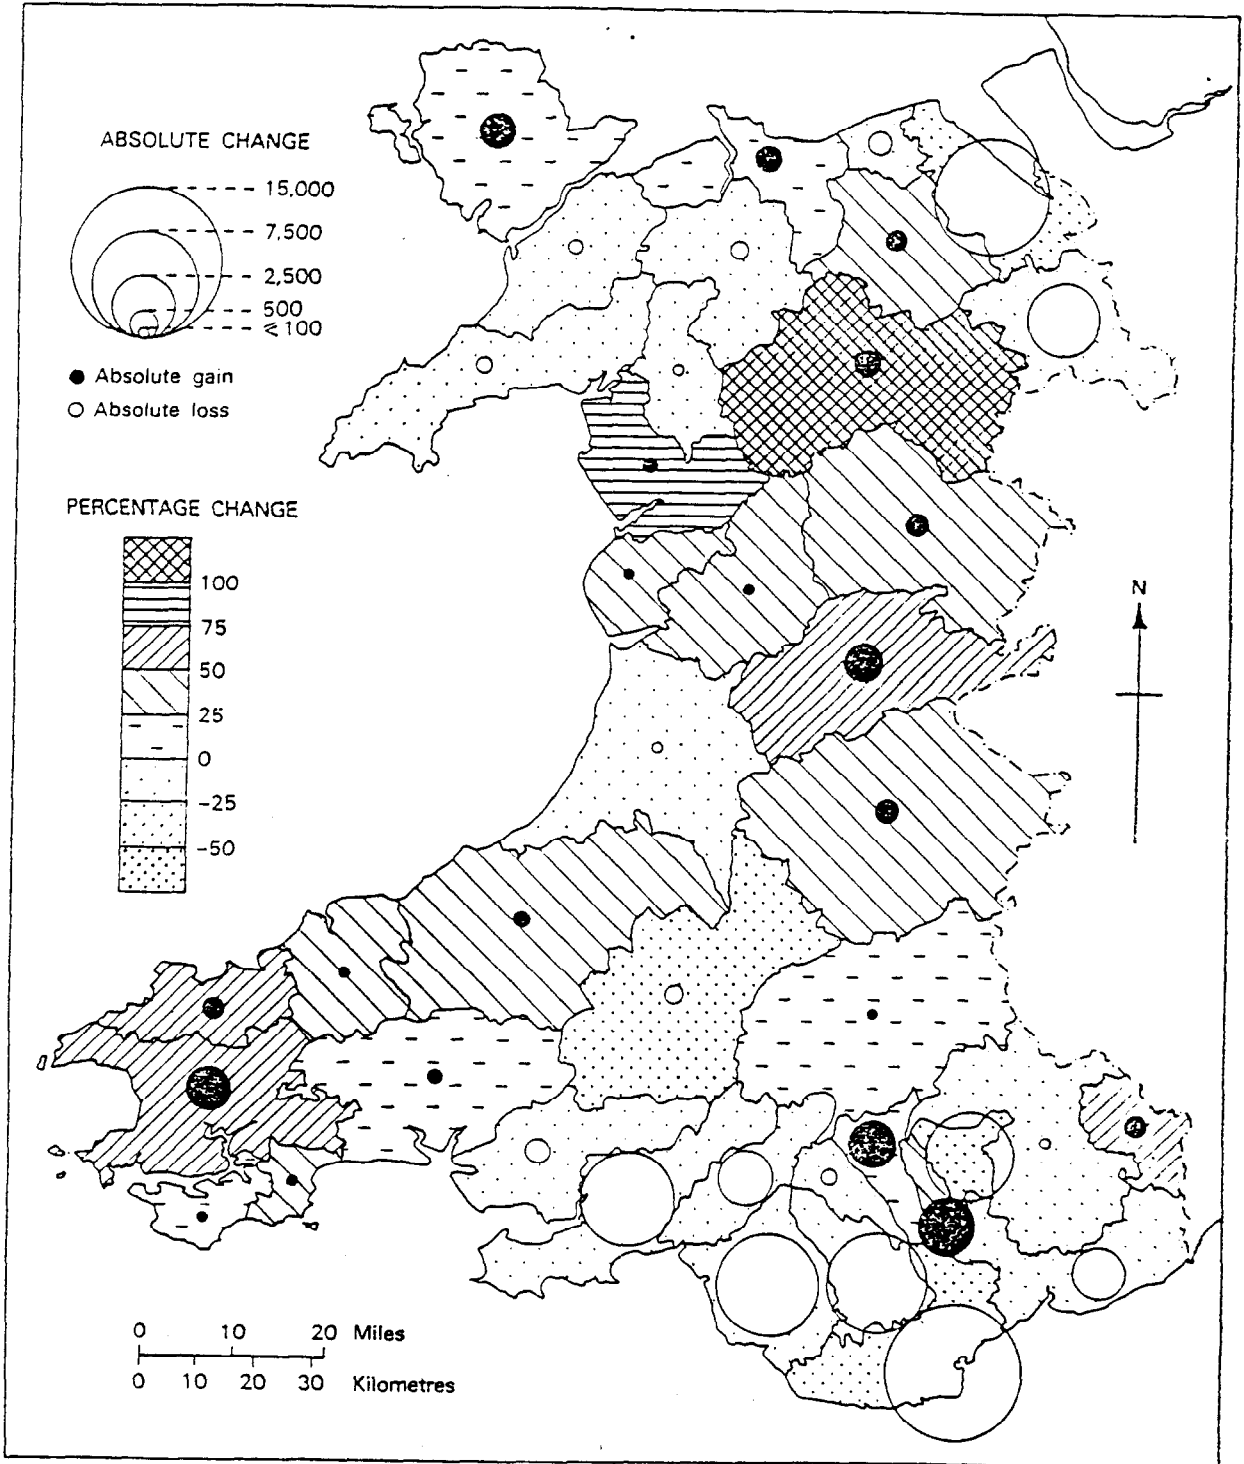 ABSOLUTE CHANGE
15,000
7,500
2,500
500
⩽ 100
Absolute gain
Absolute loss
PERCENTAGE CHANGE
100
75
50
25
0
-25
-50
N
0 10 20 Miles
0 10 20 30 Kilometres